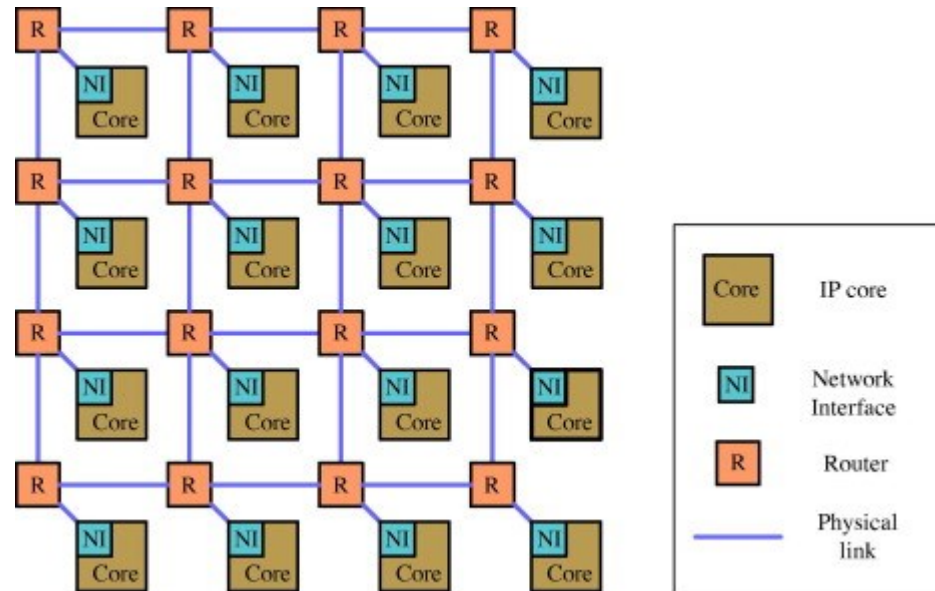 R R R R
NI NI NI NI
Core Core Core Core
R R R R
NI NI NI NI
Core Core Core Core
R R R R
NI NI NI NI
Core Core Core Core
R R R R
NI NI NI NI
Core Core Core Core
Core IP core
NI Network
Interface
R Router
Physical
link